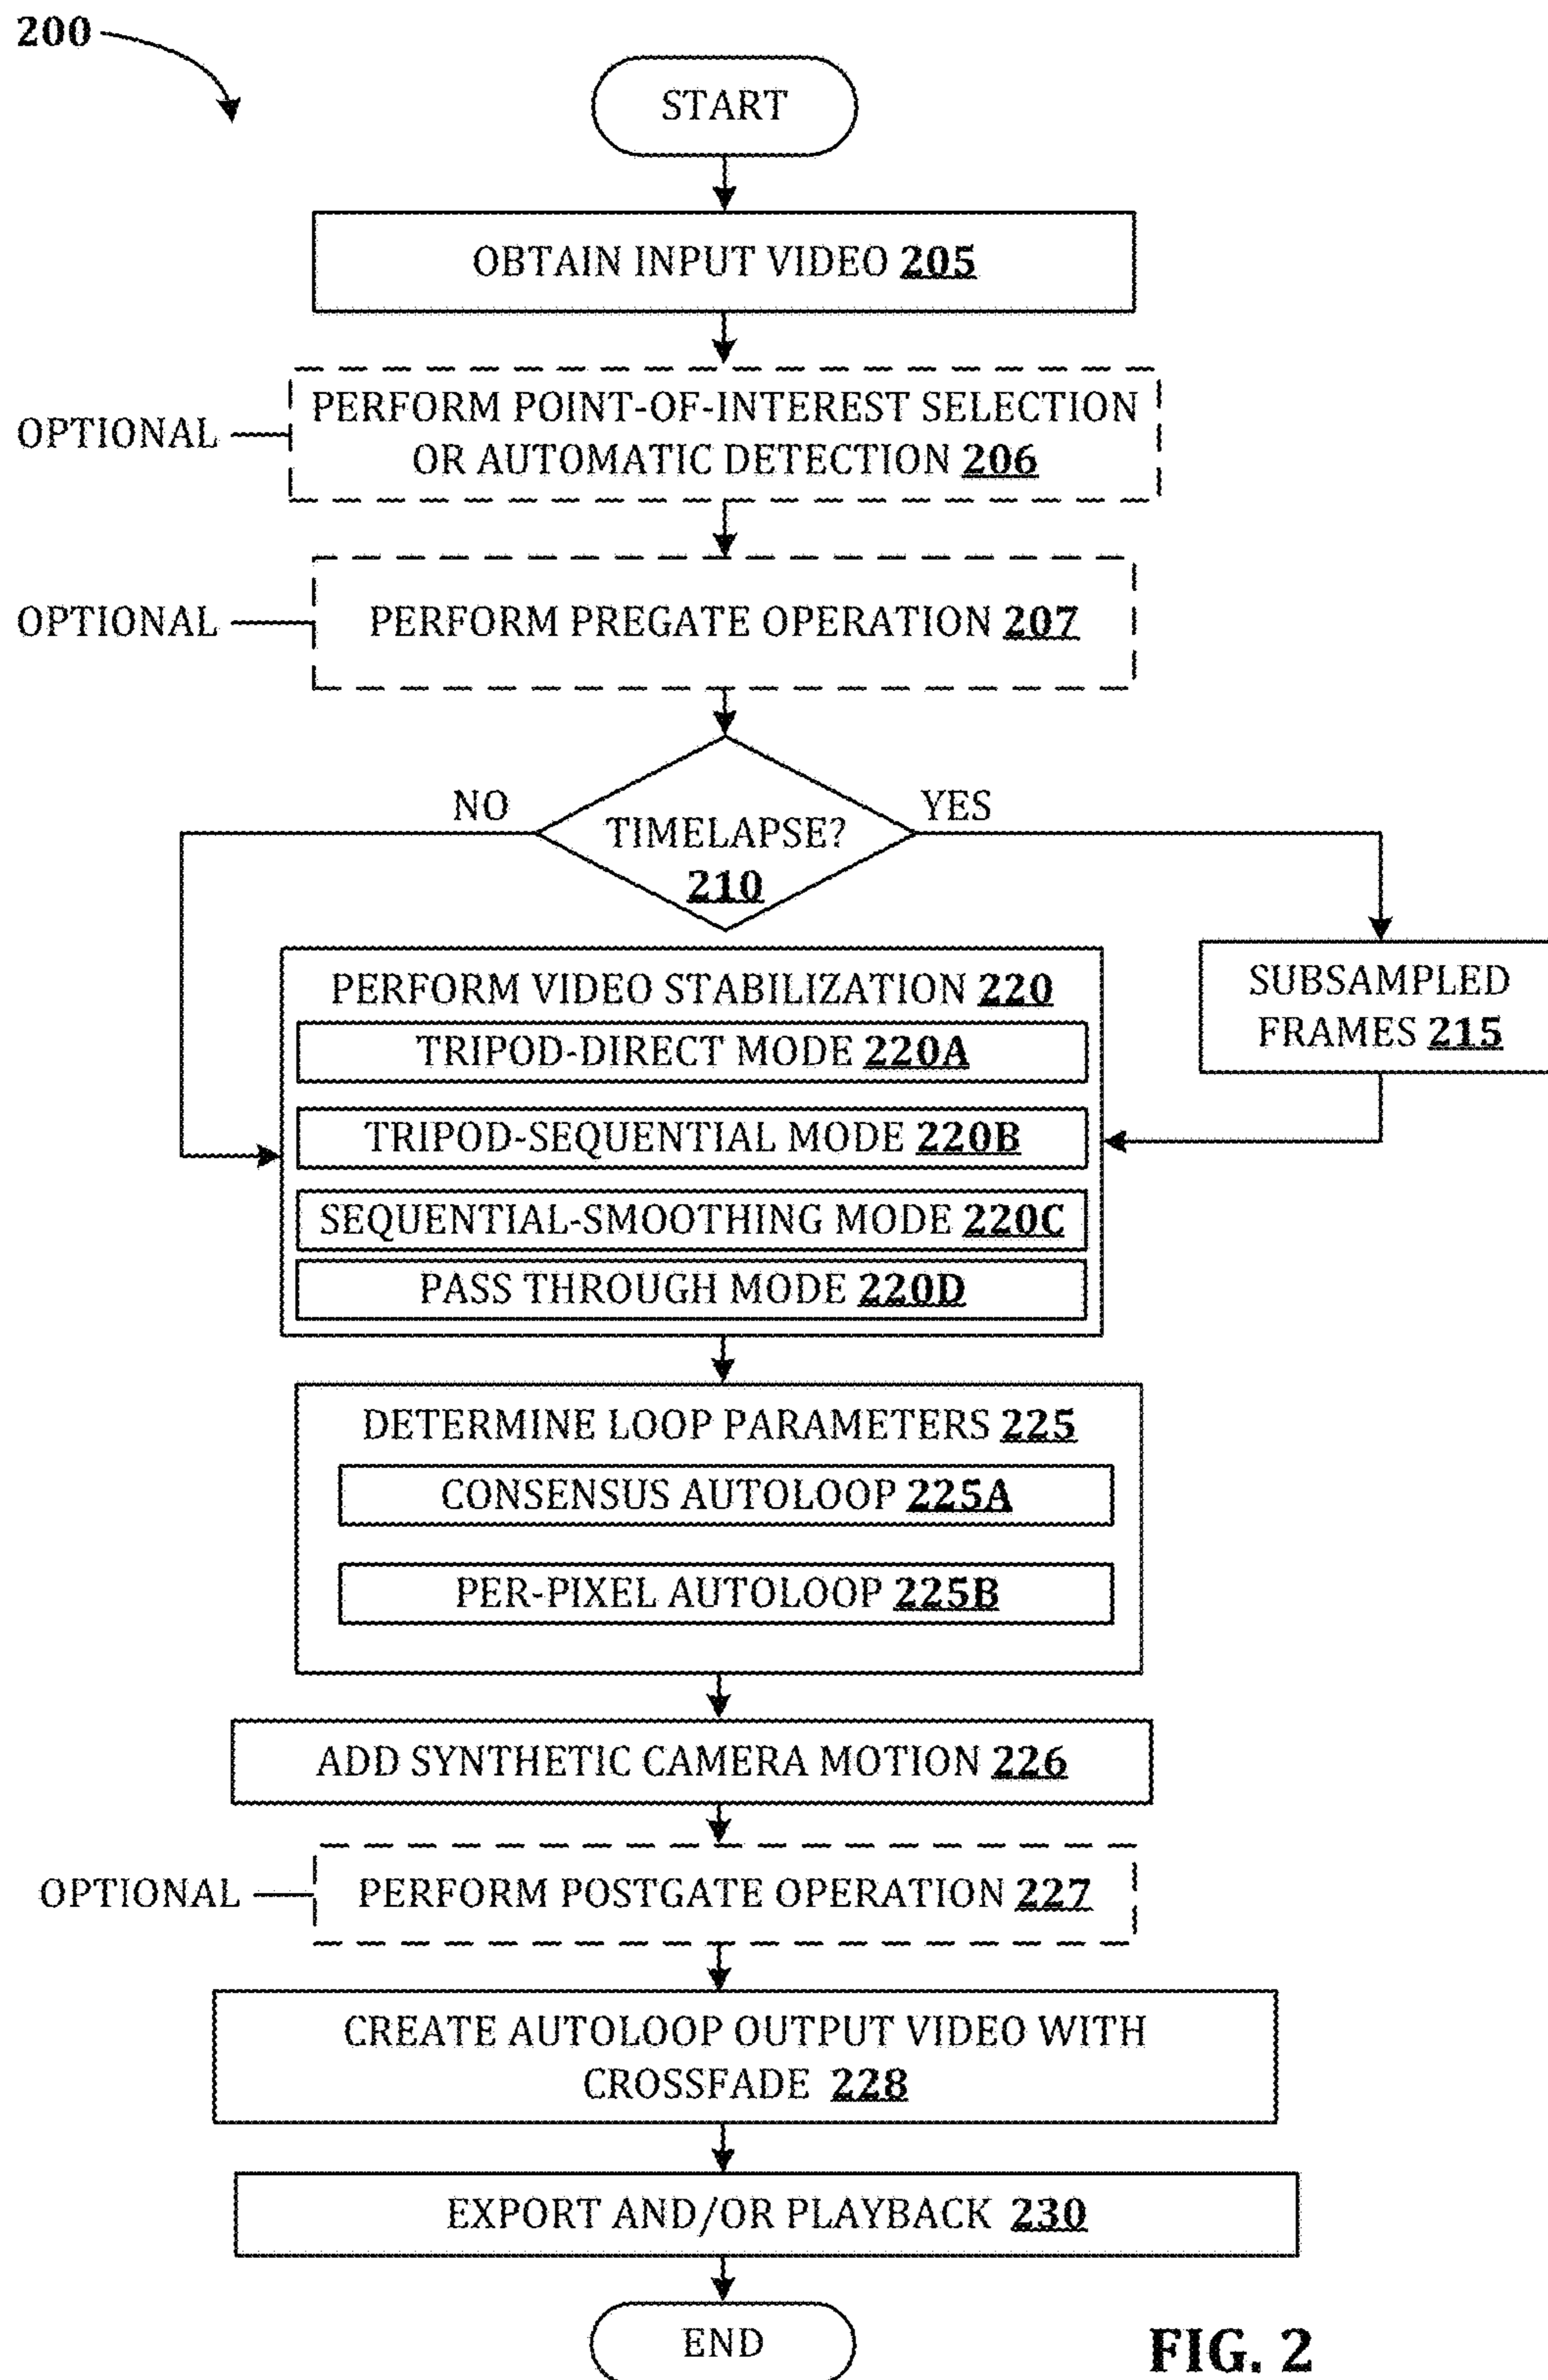 200
START
OBTAIN INPUT VIDEO 205
PERFORM POINT-OF-INTEREST SELECTION
OR AUTOMATIC DETECTION 206
OPTIONAL
PERFORM PREGATE OPERATION 207
OPTIONAL
NO
YES
TIMELAPSE?
210
SUBSAMPLED
FRAMES 215
PERFORM VIDEO STABILIZATION 220
TRIPOD-DIRECT MODE 220A
TRIPOD-SEQUENTIAL MODE 220B
SEQUENTIAL-SMOOTHING MODE 220C
PASS THROUGH MODE 220D
DETERMINE LOOP PARAMETERS 225
CONSENSUS AUTOLOOP 225A
PER-PIXEL AUTOLOOP 225B
ADD SYNTHETIC CAMERA MOTION 226
OPTIONAL
PERFORM POSTGATE OPERATION 227
CREATE AUTOLOOP OUTPUT VIDEO WITH
CROSSFADE 228
EXPORT AND/OR PLAYBACK 230
END
FIG. 2